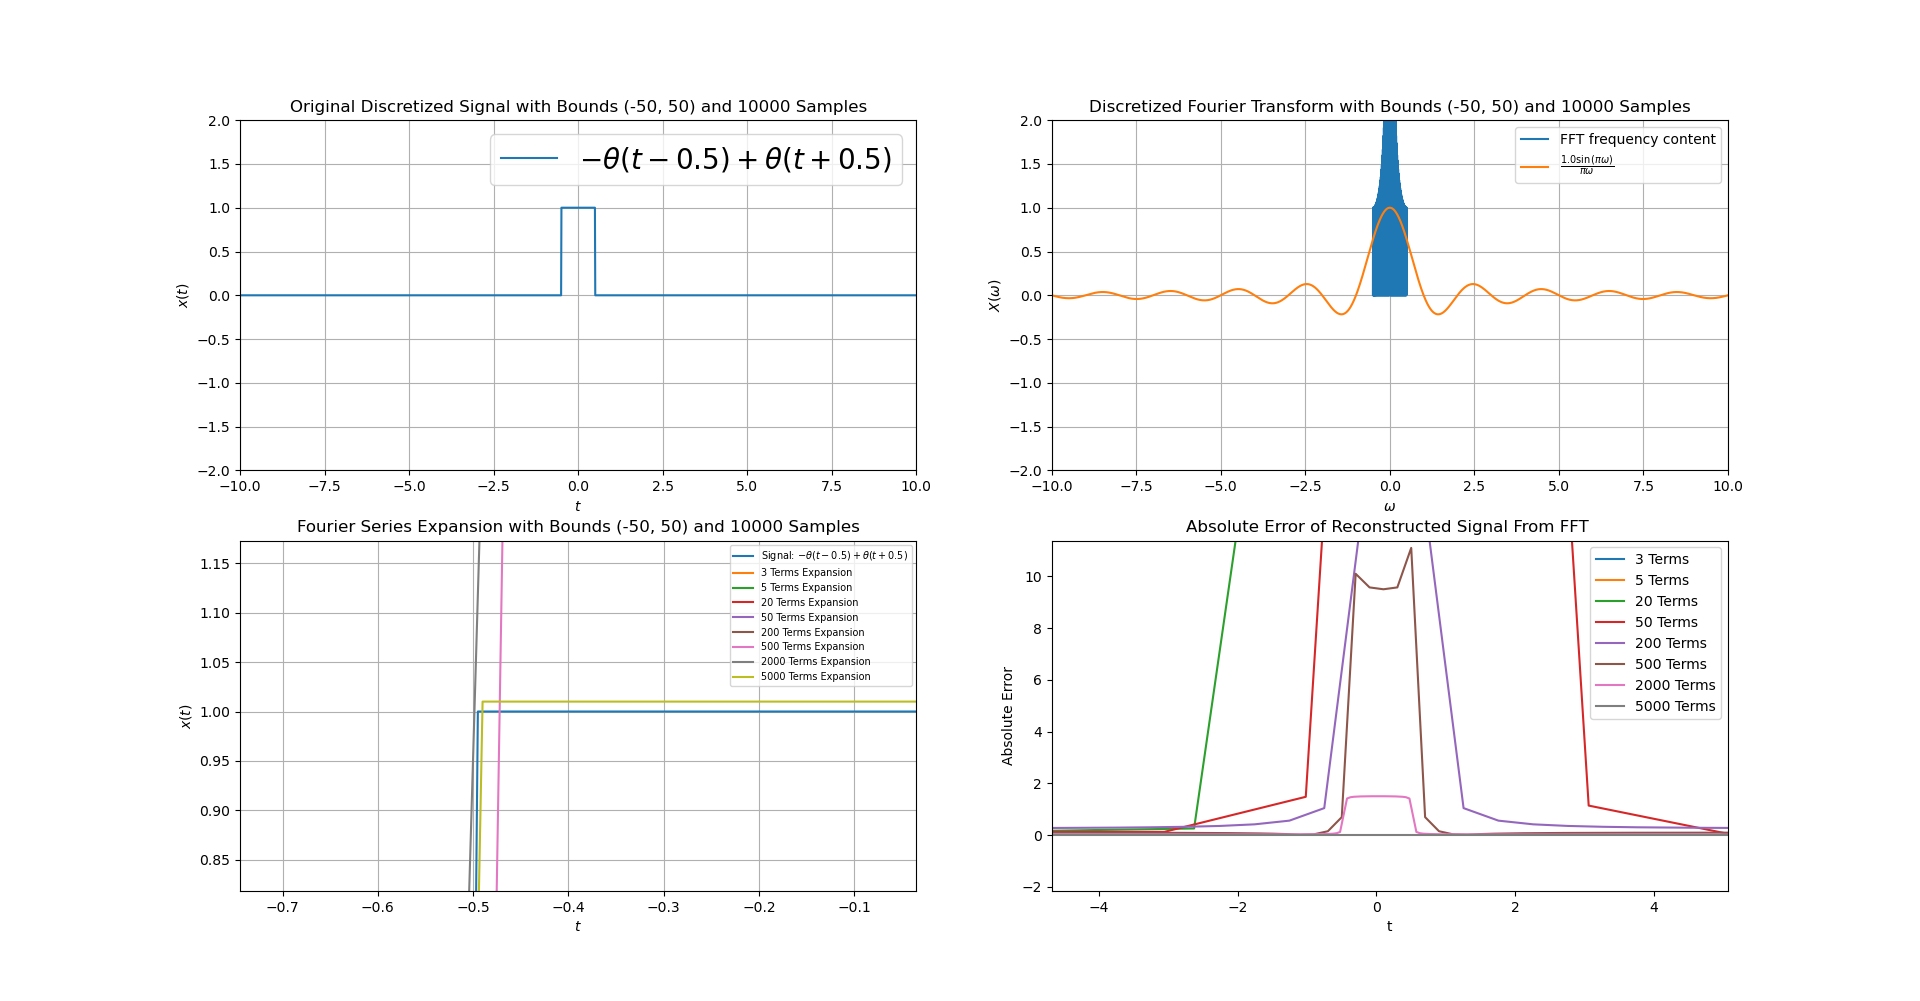 Original Discretized Signal with Bounds (-50, 50) and 10000 Samples
2.0
1.5
1.0
0.5
0.0
−0.5
−1.0
−1.5
−2.0
x(t)
−θ(t − 0.5) + θ(t + 0.5)
−10.0 −7.5 −5.0 −2.5 0.0 2.5 5.0 7.5 10.0
t
Discretized Fourier Transform with Bounds (-50, 50) and 10000 Samples
2.0
1.5
1.0
0.5
0.0
−0.5
−1.0
−1.5
−2.0
X(ω)
FFT frequency content
1.0sin(πω)
πω
−10.0 −7.5 −5.0 −2.5 0.0 2.5 5.0 7.5 10.0
ω
Fourier Series Expansion with Bounds (-50, 50) and 10000 Samples
1.15
1.10
1.05
1.00
0.95
0.90
0.85
x(t)
Signal: −θ(t − 0.5) + θ(t + 0.5)
3 Terms Expansion
5 Terms Expansion
20 Terms Expansion
50 Terms Expansion
200 Terms Expansion
500 Terms Expansion
2000 Terms Expansion
5000 Terms Expansion
−0.7 −0.6 −0.5 −0.4 −0.3 −0.2 −0.1
t
Absolute Error of Reconstructed Signal From FFT
10
8
6
4
2
0
−2
Absolute Error
3 Terms
5 Terms
20 Terms
50 Terms
200 Terms
500 Terms
2000 Terms
5000 Terms
−4 −2 0 2 4
t